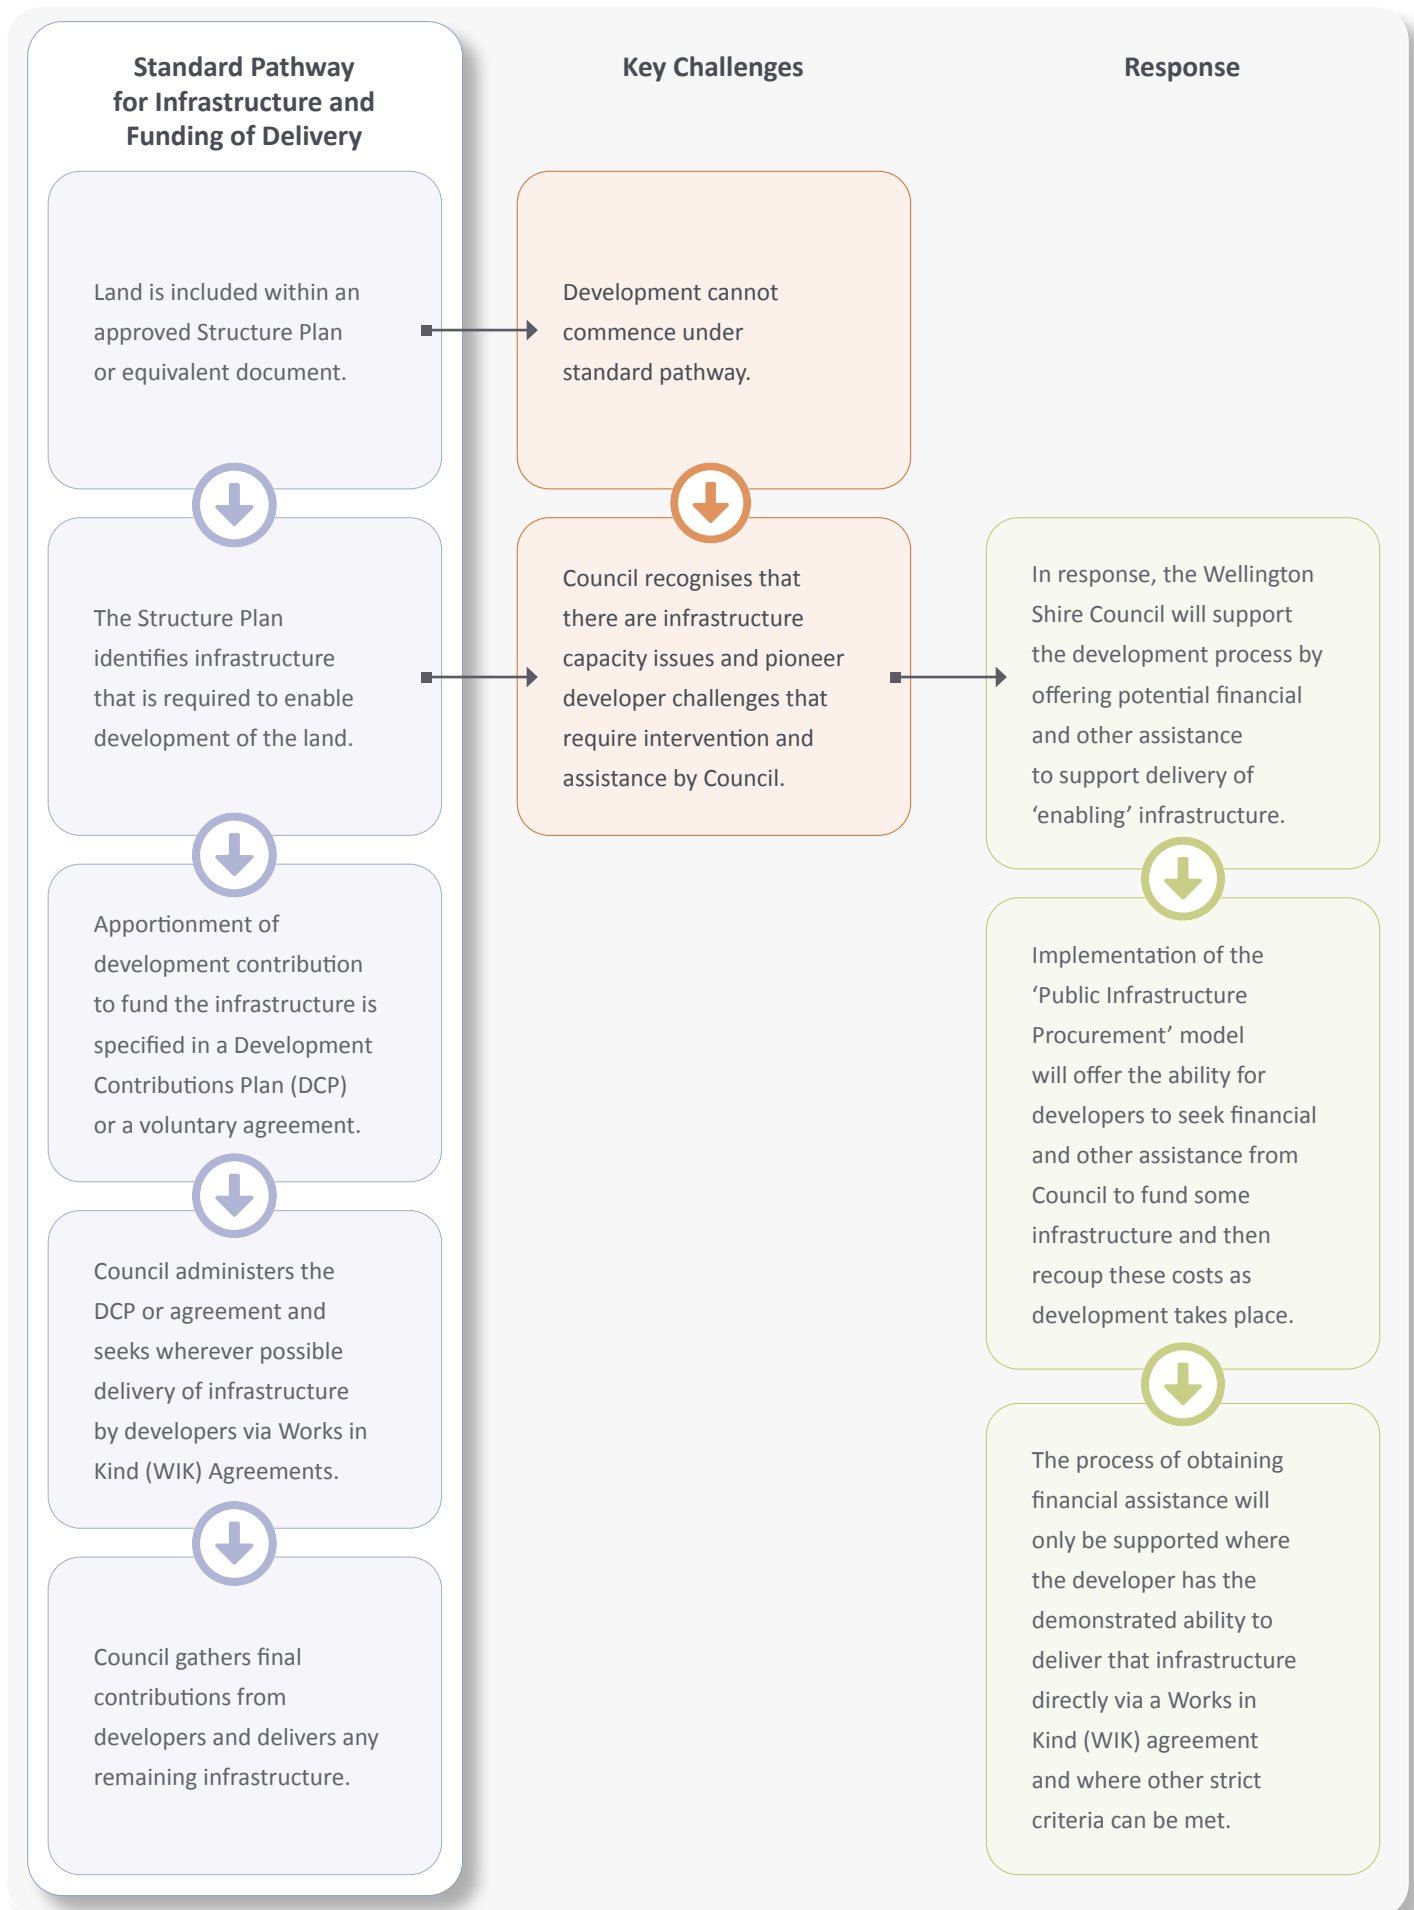 Standard Pathway
for Infrastructure and
Funding of Delivery
Land is included within an
approved Structure Plan
or equivalent document.
The Structure Plan
identifies infrastructure
that is required to enable
development of the land.
Apportionment of
development contribution
to fund the infrastructure is
specified in a Development
Contributions Plan (DCP)
or a voluntary agreement.
Council administers the
DCP or agreement and
seeks wherever possible
delivery of infrastructure
by developers via Works in
Kind (WIK) Agreements.
Council gathers final
contributions from
developers and delivers any
remaining infrastructure.
Key Challenges
Development cannot
commence under
standard pathway.
Council recognises that
there are infrastructure
capacity issues and pioneer
developer challenges that
require intervention and
assistance by Council.
Response
In response, the Wellington
Shire Council will support
the development process by
offering potential financial
and other assistance
to support delivery of
‘enabling’ infrastructure.
Implementation of the
‘Public Infrastructure
Procurement’ model
will offer the ability for
developers to seek financial
and other assistance from
Council to fund some
infrastructure and then
recoup these costs as
development takes place.
The process of obtaining
financial assistance will
only be supported where
the developer has the
demonstrated ability to
deliver that infrastructure
directly via a Works in
Kind (WIK) agreement
and where other strict
criteria can be met.